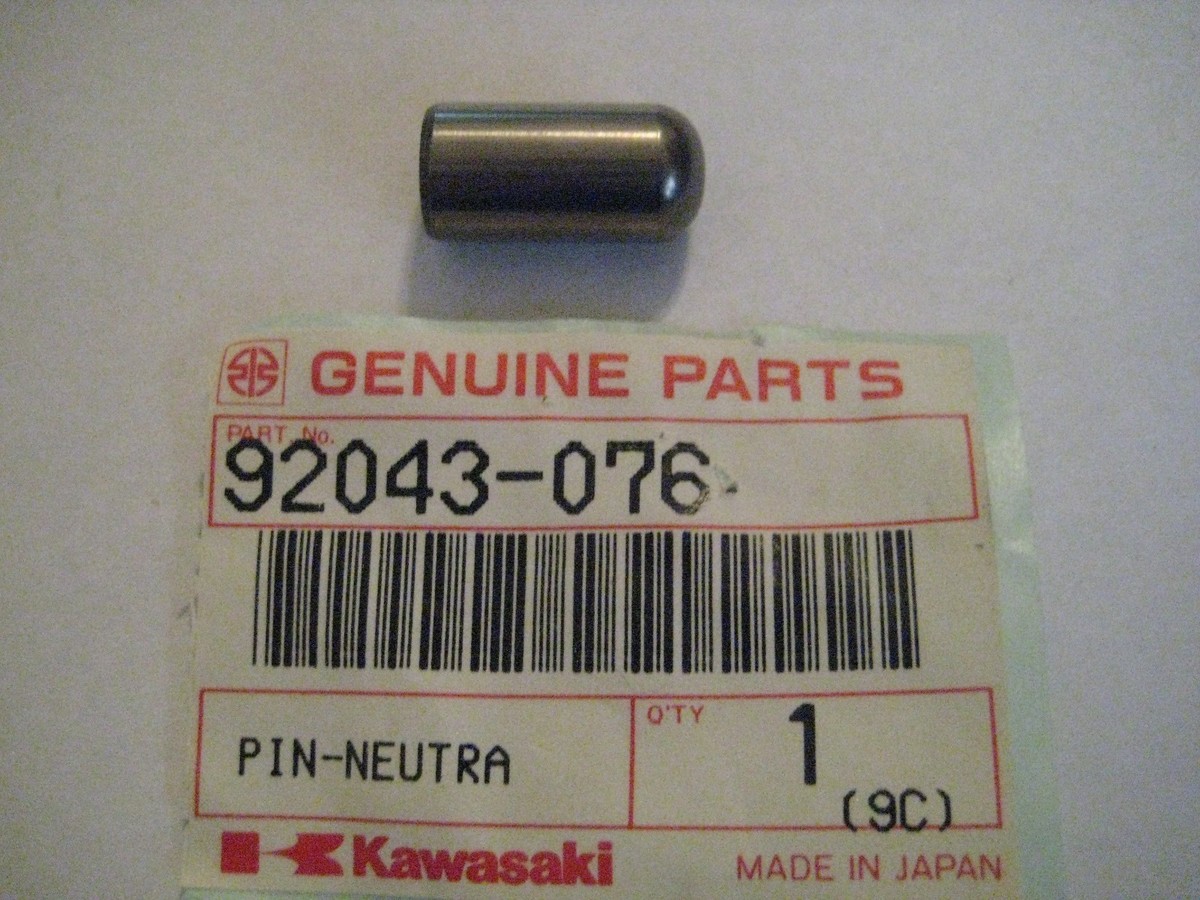 GENUINE PARTS
PART No.
92043-076
PIN-NEUTRA
Q'TY
1
(9C)
Kawasaki
MADE IN JAPAN